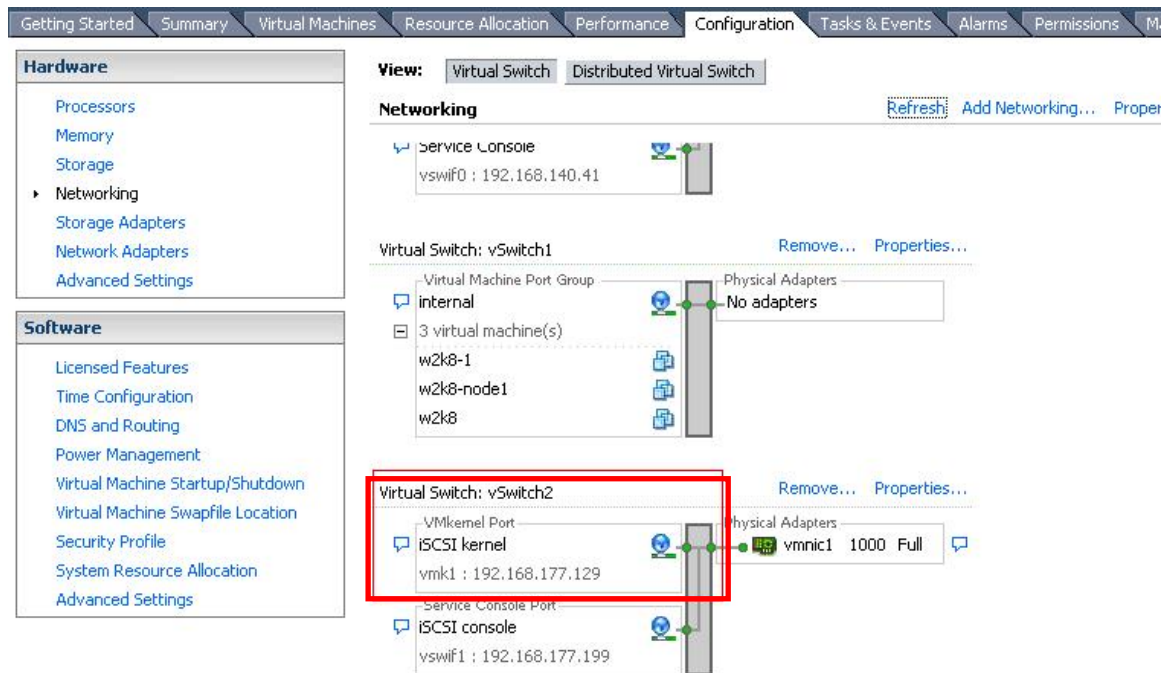 Getting Started Summary Virtual Machines Resource Allocation Performance Configuration Tasks & Events Alarms Permissions
Hardware
Processors
Memory
Storage
Networking
Storage Adapters
Network Adapters
Advanced Settings
Software
Licensed Features
Time Configuration
DNS and Routing
Power Management
Virtual Machine Startup/Shutdown
Virtual Machine Swapfile Location
Security Profile
System Resource Allocation
Advanced Settings
View: Virtual Switch Distributed Virtual Switch
Networking Refresh Add Networking... Proper
Service Console
vswif0 : 192.168.140.41
Virtual Switch: vSwitch1 Remove... Properties...
Virtual Machine Port Group Physical Adapters
internal No adapters
3 virtual machine(s)
w2k8-1
w2k8-node1
w2k8
Virtual Switch: vSwitch2 Remove... Properties...
VMkernel Port Physical Adapters
iSCSI kernel vmnic1 1000 Full
vmk1 : 192.168.177.129
Service Console Port
iSCSI console
vswif1 : 192.168.177.199